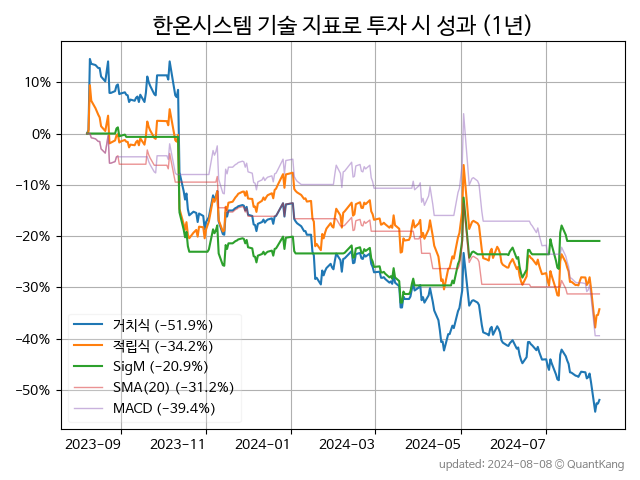 한온시스템 기술 지표로 투자 시 성과 (1년)
10%
0%
−10%
−20%
−30%
−40%
−50%
거치식 (−51.9%)
적립식 (−34.2%)
SigM (−20.9%)
SMA(20) (−31.2%)
MACD (−39.4%)
2023−09
2023−11
2024−01
2024−03
2024−05
2024−07
updated: 2024−08−08 ⓒ QuantKang